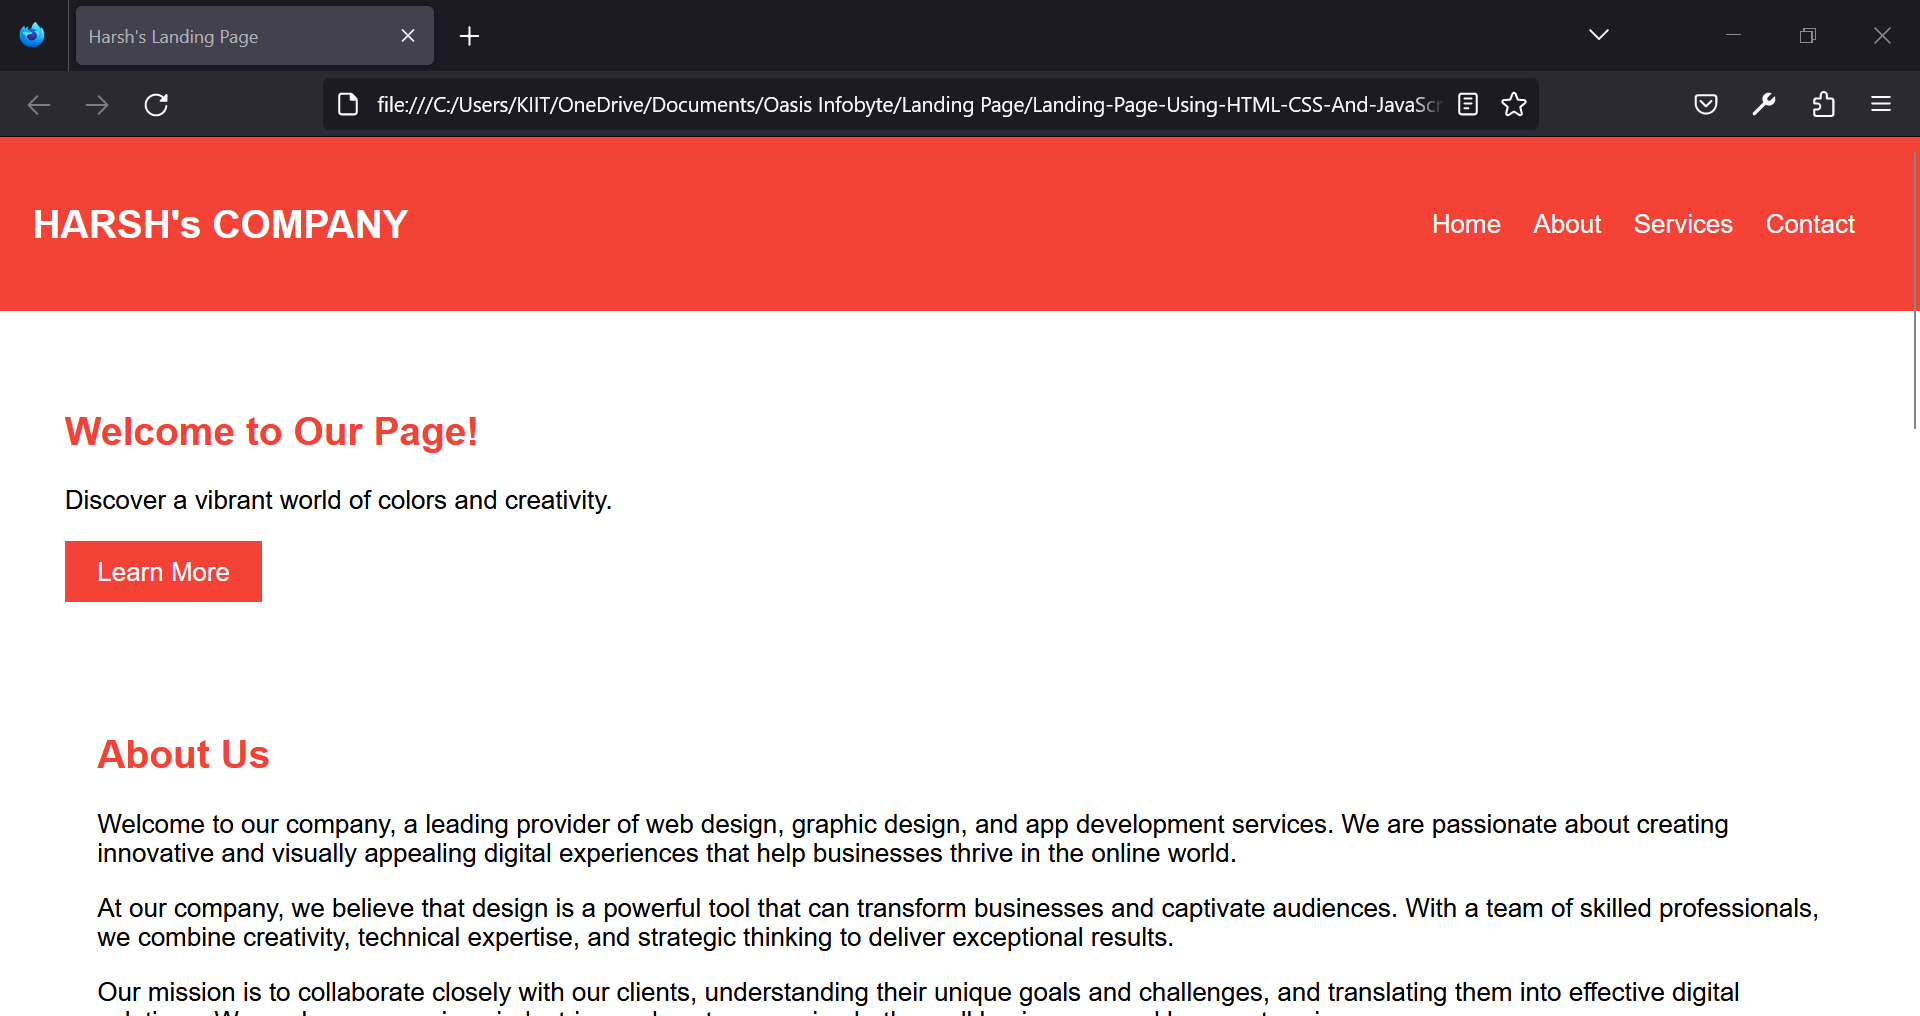 Harsh's Landing Page
file:///C:/Users/KIIT/OneDrive/Documents/Oasis Infobyte/Landing Page/Landing-Page-Using-HTML-CSS-And-JavaScr
HARSH's COMPANY
Home About Services Contact
Welcome to Our Page!
Discover a vibrant world of colors and creativity.
Learn More
About Us
Welcome to our company, a leading provider of web design, graphic design, and app development services. We are passionate about creating
innovative and visually appealing digital experiences that help businesses thrive in the online world.
At our company, we believe that design is a powerful tool that can transform businesses and captivate audiences. With a team of skilled professionals,
we combine creativity, technical expertise, and strategic thinking to deliver exceptional results.
Our mission is to collaborate closely with our clients, understanding their unique goals and challenges, and translating them into effective digital